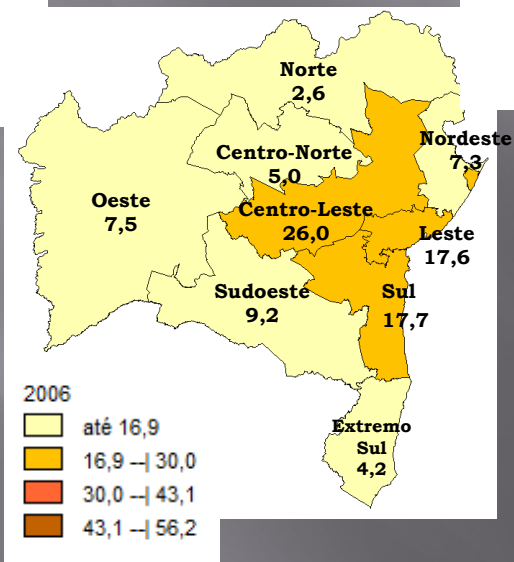 Norte
2,6
Nordeste
7,3
Centro-Norte
5,0
Oeste
7,5
Centro-Leste
26,0
Leste
17,6
Sudoeste
9,2
Sul
17,7
Extremo
Sul
4,2
2006
até 16,9
16,9 --| 30,0
30,0 --| 43,1
43,1 --| 56,2